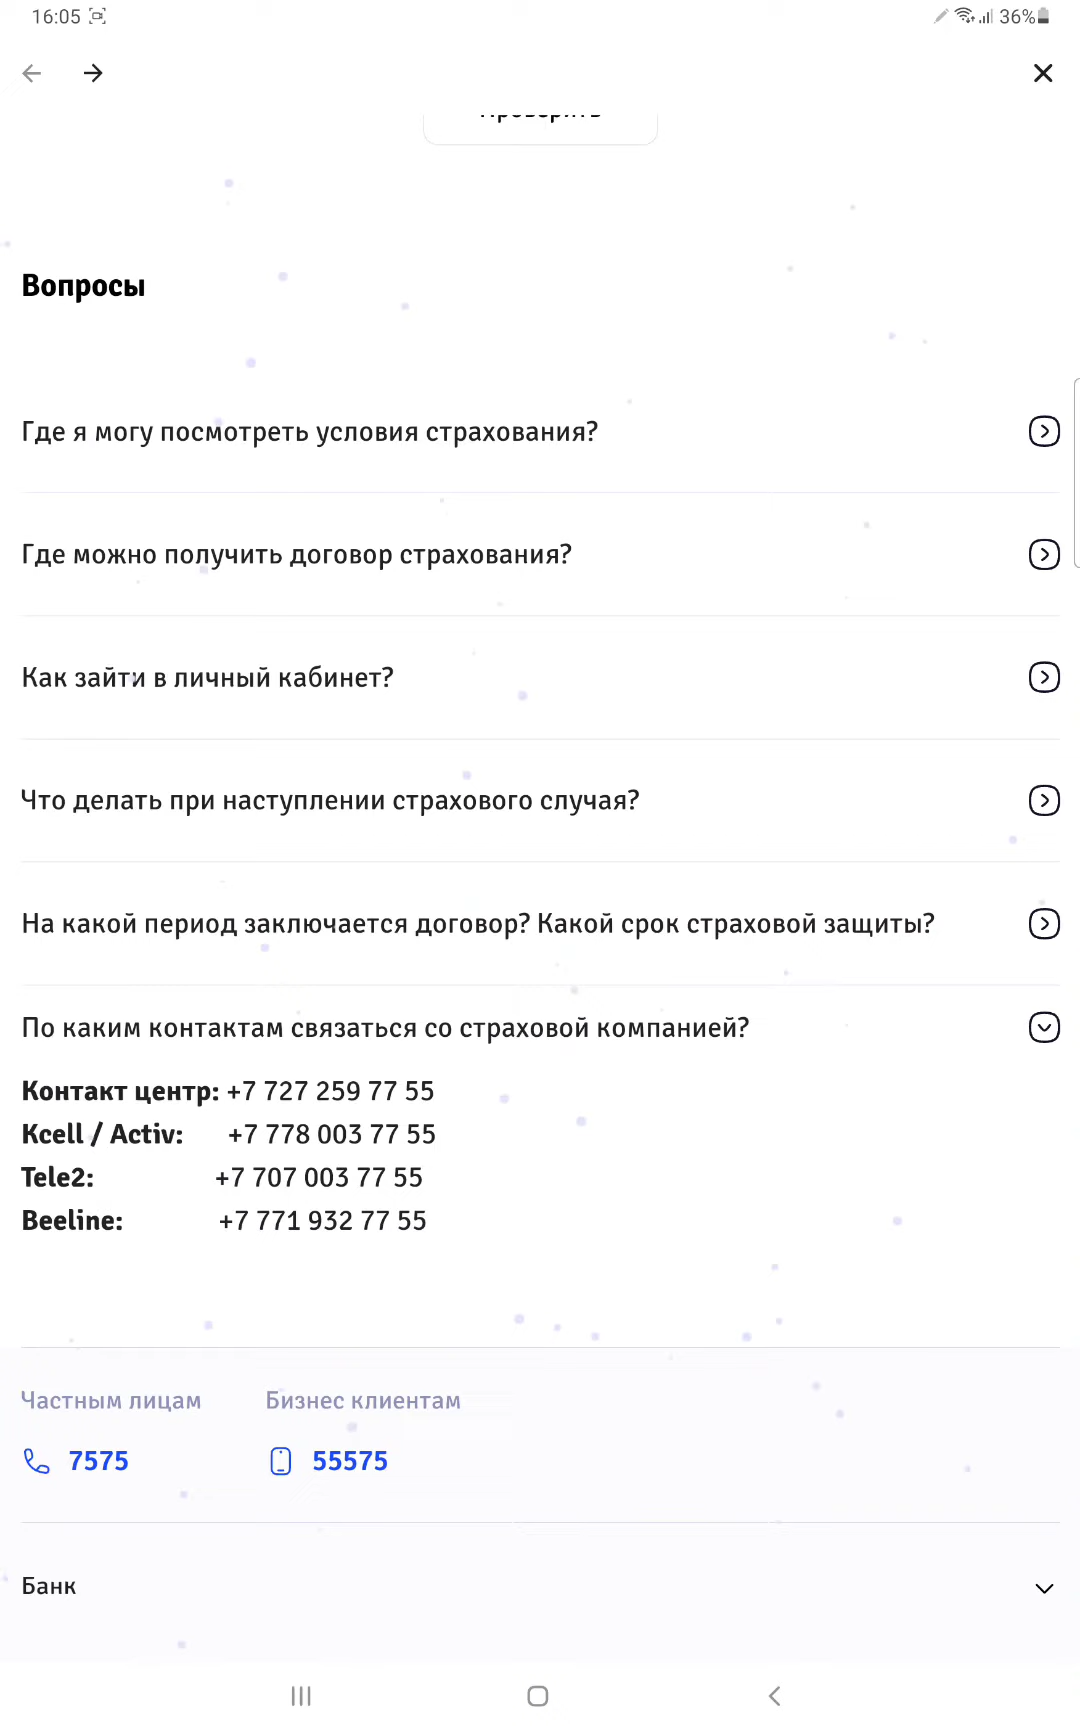 16:05
36%
Проверить
Вопросы
Где я могу посмотреть условия страхования?
Где можно получить договор страхования?
Как зайти в личный кабинет?
Что делать при наступлении страхового случая?
На какой период заключается договор? Какой срок страховой защиты?
По каким контактам связаться со страховой компанией?
Контакт центр: +7 727 259 77 55
Kcell / Activ: +7 778 003 77 55
Tele2: +7 707 003 77 55
Beeline: +7 771 932 77 55
Частным лицам
Бизнес клиентам
7575
55575
Банк